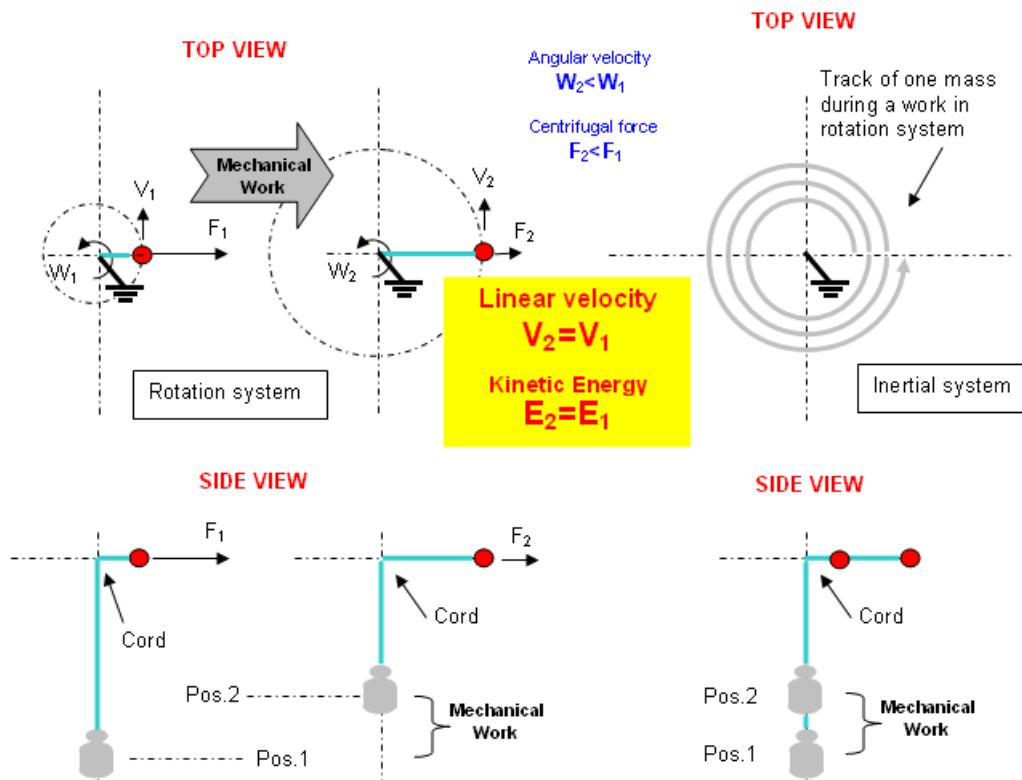 TOP VIEW
TOP VIEW
Angular velocity
W₂<W₁
Centrifugal force
F₂<F₁
Track of one mass
during a work in
rotation system
Mechanical
Work
V₁
F₁
W₁
V₂
F₂
W₂
Linear velocity
V₂=V₁
Kinetic Energy
E₂=E₁
Rotation system
Inertial system
SIDE VIEW
SIDE VIEW
F₁
F₂
Cord
Cord
Cord
Pos.2
Pos.1
Mechanical
Work
Pos.2
Pos.1
Mechanical
Work